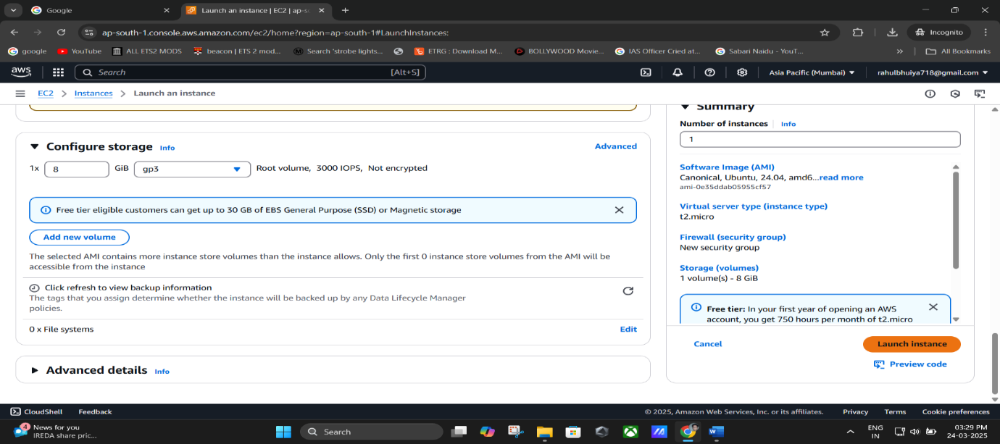 Google
Launch an instance | EC2 | ap-so
ap-south-1.console.aws.amazon.com/ec2/home?region=ap-south-1#LaunchInstances:
Incognito
google
YouTube
ALL ETS2 MODS
beacon | ETS 2 mod...
Search 'strobe lights...
ETRG : Download M...
BOLLYWOOD Movie...
IAS Officer Cried at...
Sabari Naidu - YouT...
All Bookmarks
aws
Search
[Alt+S]
Asia Pacific (Mumbai)
rahulbhuiya718@gmail.com
EC2
Instances
Launch an instance
Configure storage Info
Advanced
1x 8 GiB gp3 Root volume, 3000 IOPS, Not encrypted
Free tier eligible customers can get up to 30 GB of EBS General Purpose (SSD) or Magnetic storage
Add new volume
The selected AMI contains more instance store volumes than the instance allows. Only the first 0 instance store volumes from the AMI will be
accessible from the instance
Click refresh to view backup information
The tags that you assign determine whether the instance will be backed up by any Data Lifecycle Manager
policies.
0 x File systems
Edit
Advanced details Info
Summary
Number of instances Info
1
Software Image (AMI)
Canonical, Ubuntu, 24.04, amd6...read more
ami-0e35ddab05955cf57
Virtual server type (instance type)
t2.micro
Firewall (security group)
New security group
Storage (volumes)
1 volume(s) - 8 GiB
Free tier: In your first year of opening an AWS
account, you get 750 hours per month of t2.micro
Cancel
Launch instance
Preview code
CloudShell
Feedback
© 2025, Amazon Web Services, Inc. or its affiliates.
Privacy
Terms
Cookie preferences
4
News for you
IREDA share pric...
Search
ENG
IN
03:29 PM
24-03-2025